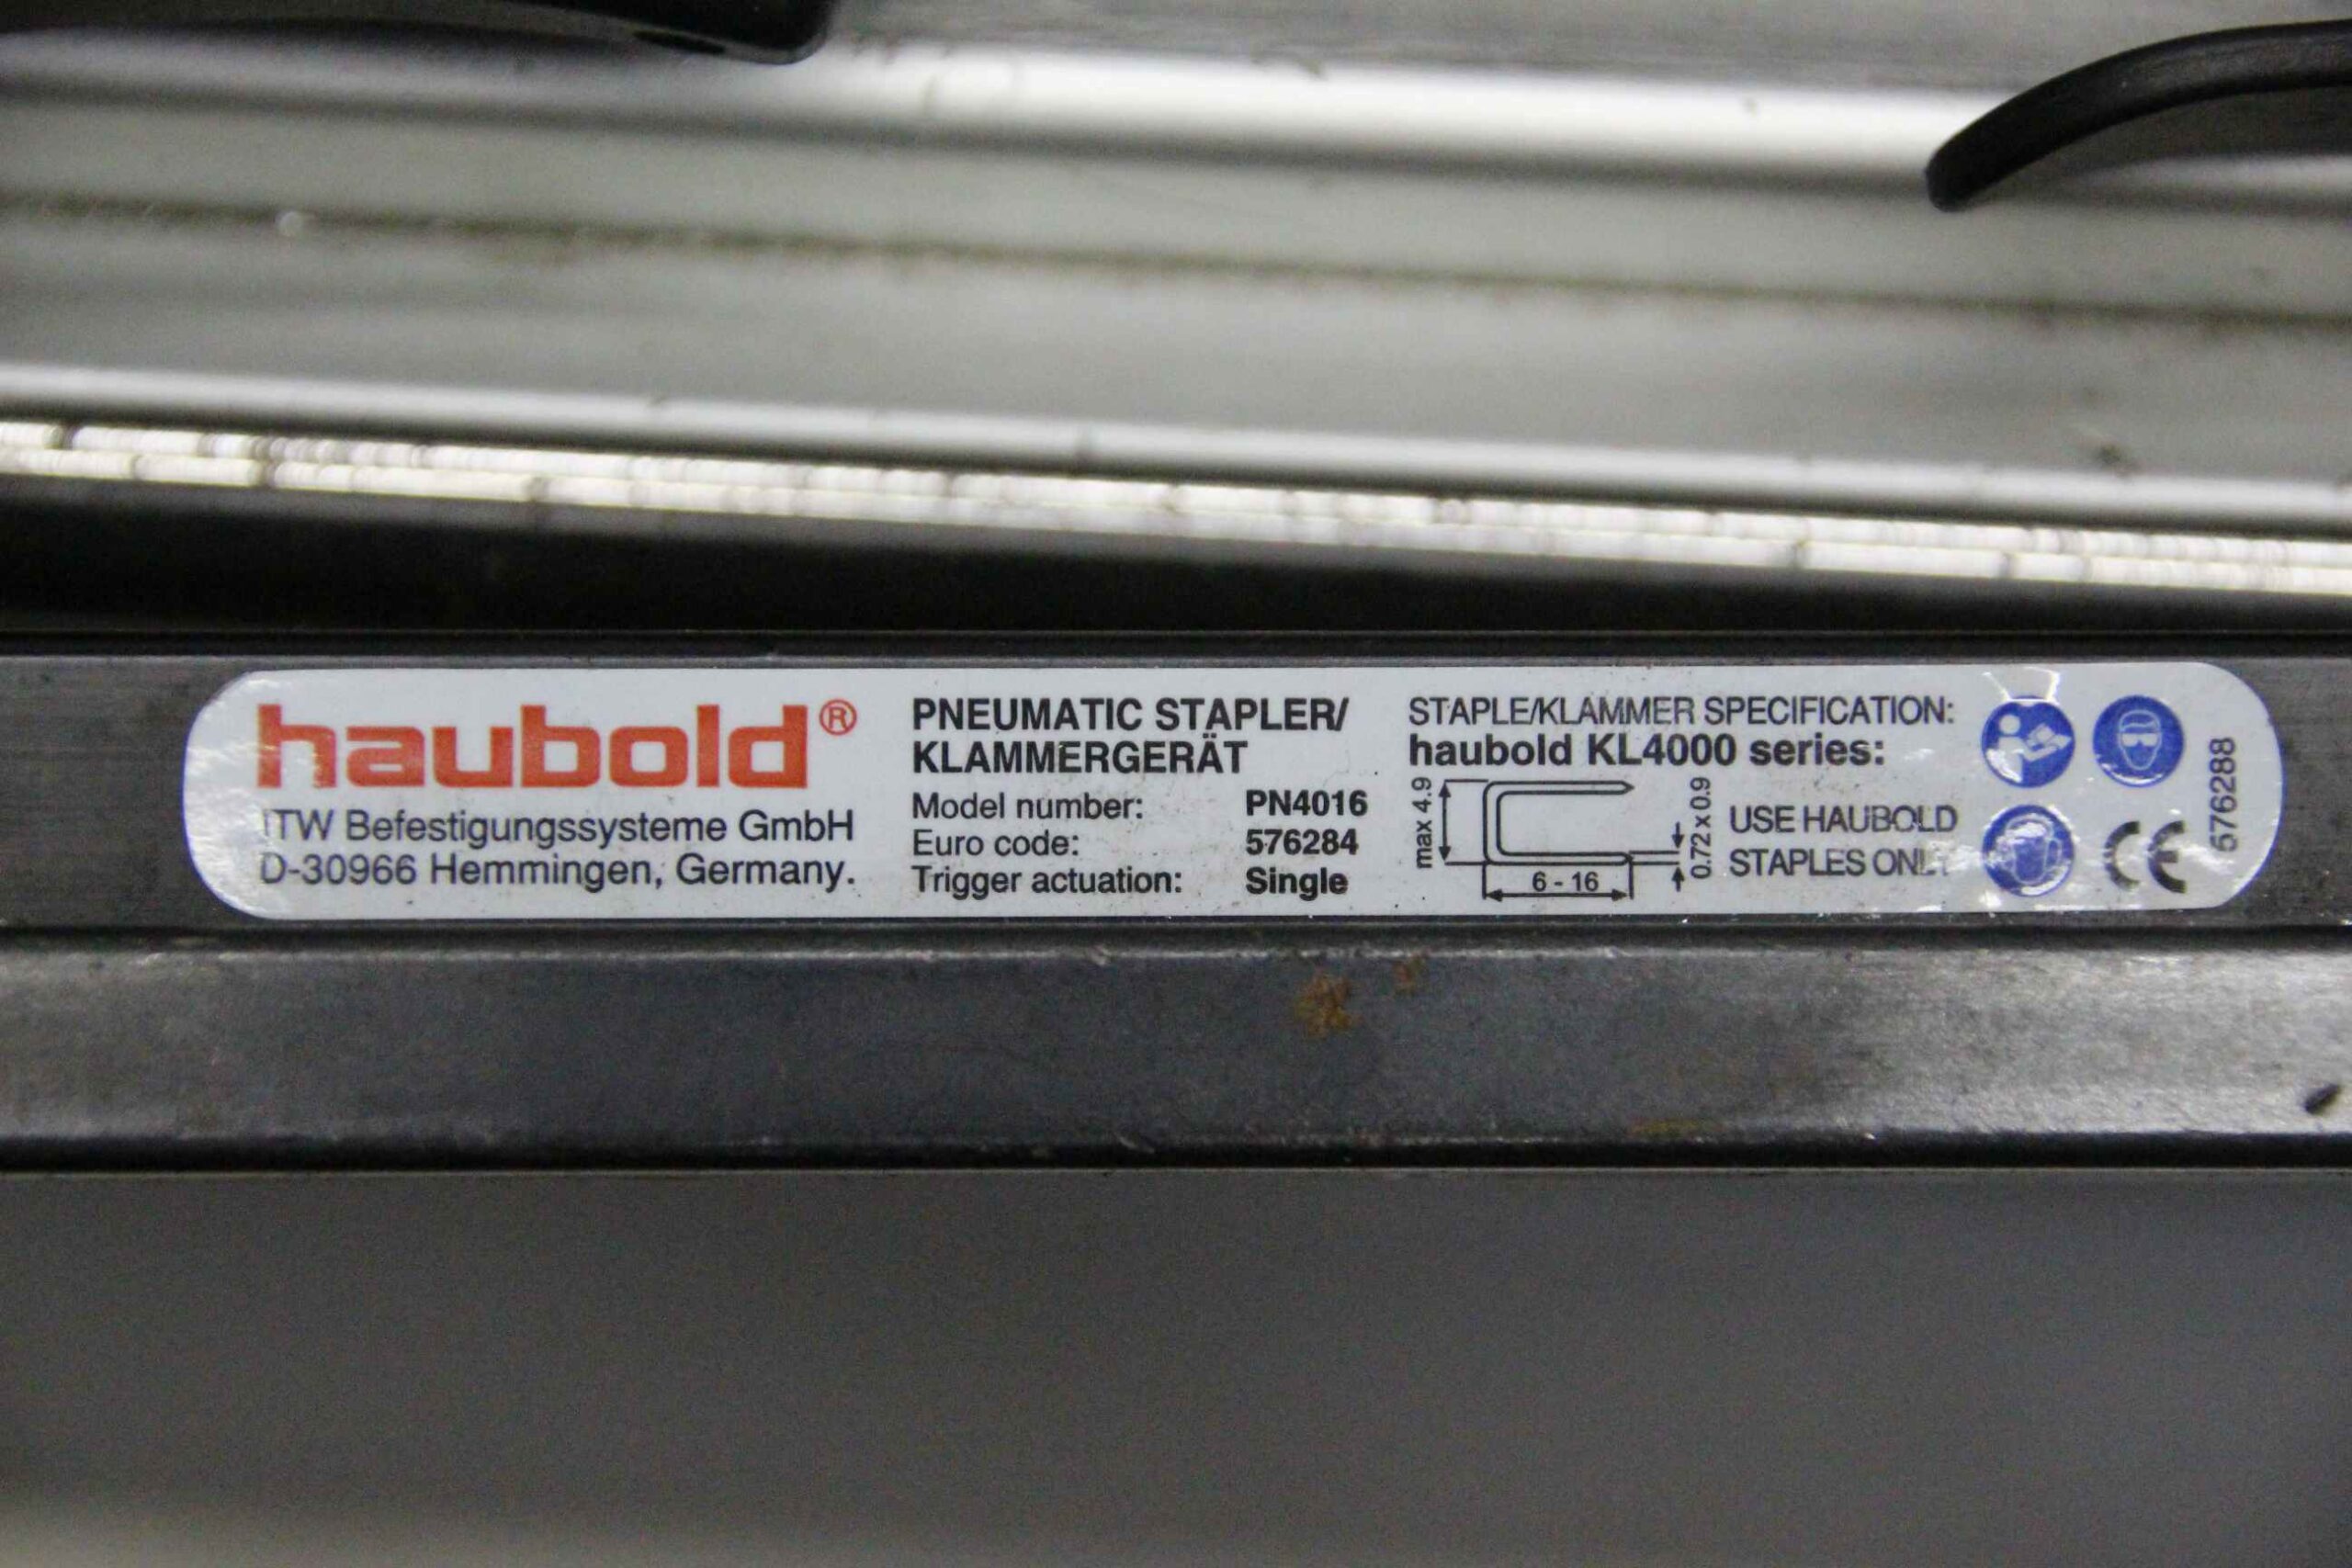 haubold®
ITW Befestigungssysteme GmbH
D-30966 Hemmingen, Germany.
PNEUMATIC STAPLER/
KLAMMERGERÄT
Model number: PN4016
Euro code: 576284
Trigger actuation: Single
STAPLE/KLAMMER SPECIFICATION:
haubold KL4000 series:
max 4.9
6 - 16
0.72 x 0.9
USE HAUBOLD
STAPLES ONLY
CE
576288